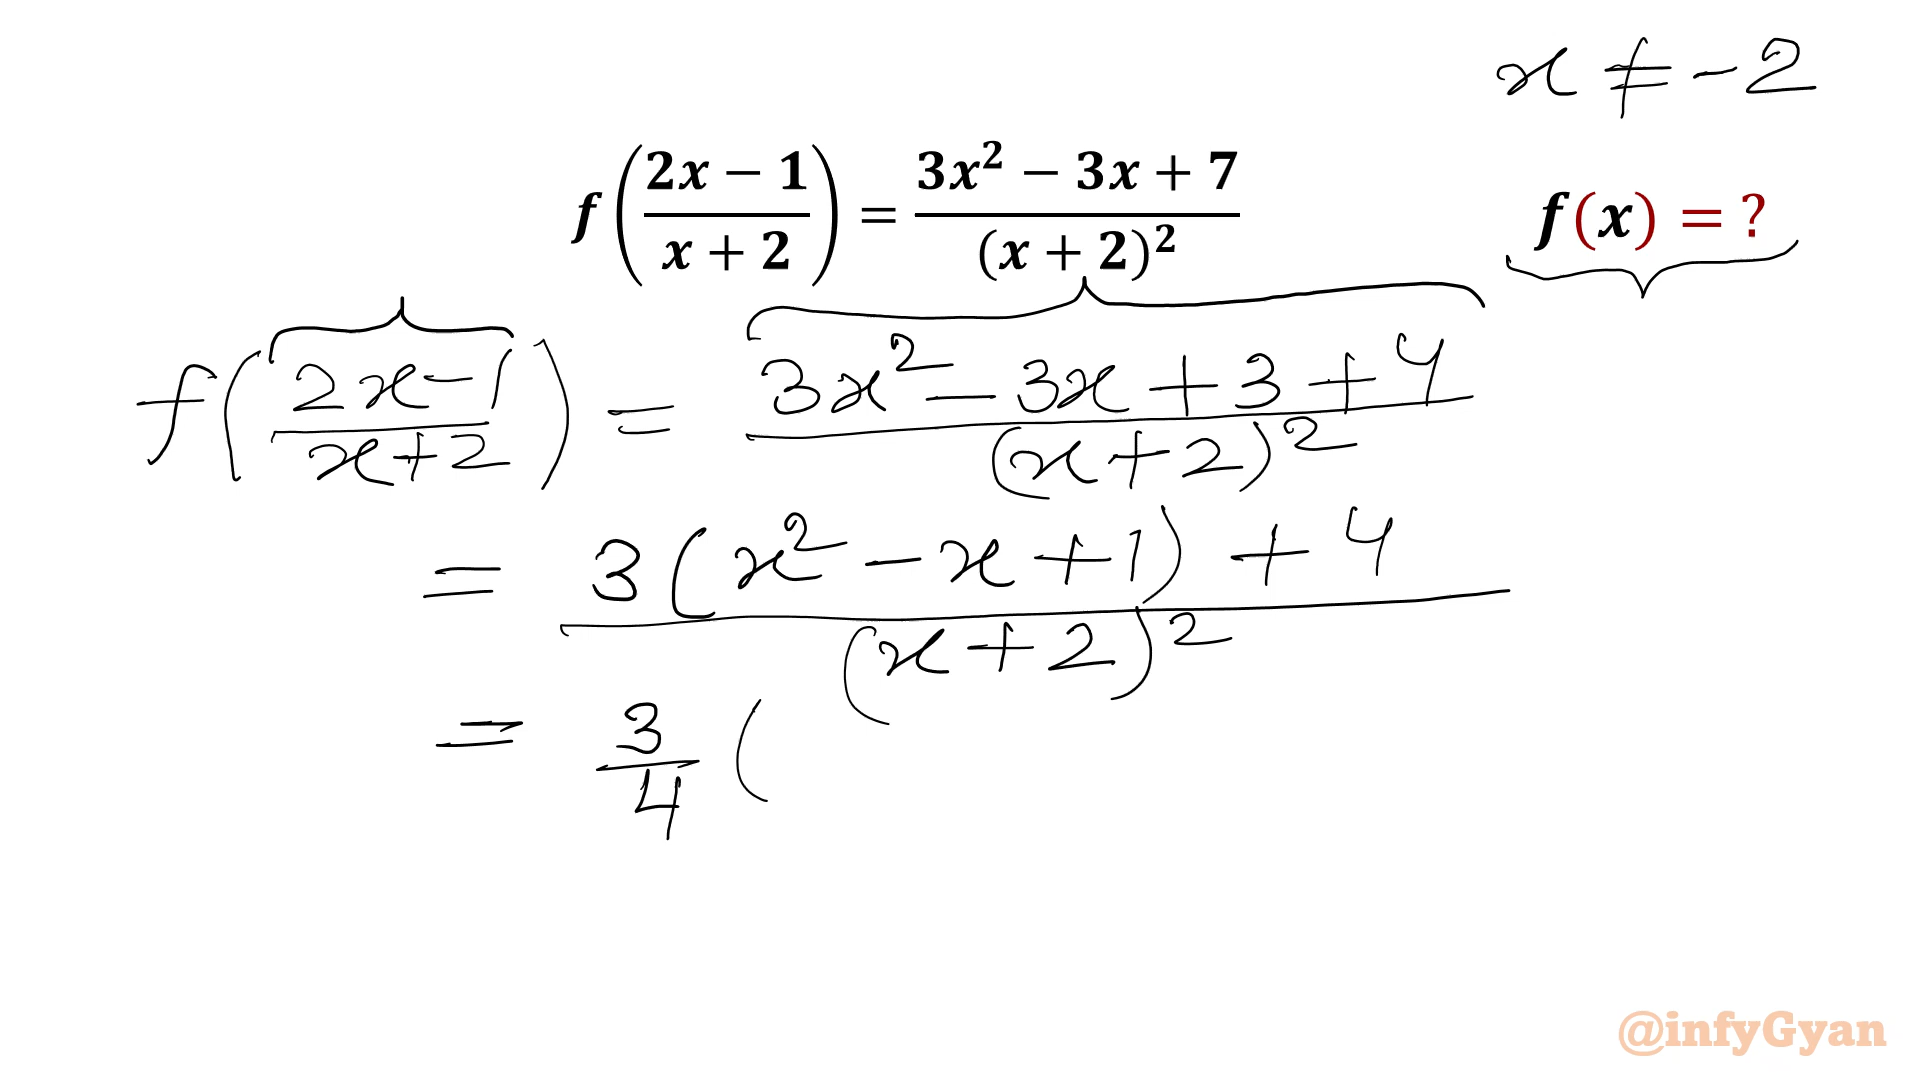 x ≠ -2
f((2x − 1)/(x + 2)) = (3x² − 3x + 7)/(x + 2)²
f(x) = ?
f((2x-1)/(x+2)) = (3x² - 3x + 3 + 4)/(x+2)²
= (3(x² - x + 1) + 4)/(x+2)²
= 3/4 (
@infyGyan